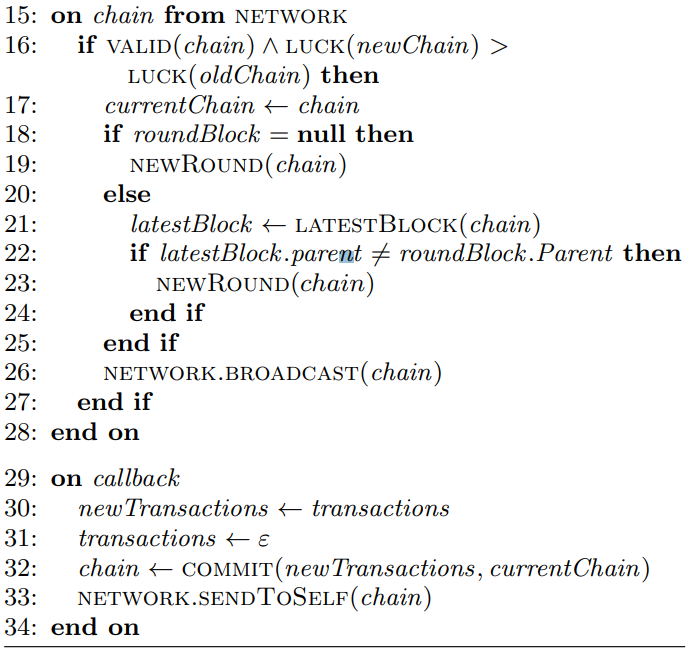 15: on chain from NETWORK
16: if VALID(chain) ∧ LUCK(newChain) >
LUCK(oldChain) then
17: currentChain ← chain
18: if roundBlock = null then
19: NEWROUND(chain)
20: else
21: latestBlock ← LATESTBLOCK(chain)
22: if latestBlock.parent ≠ roundBlock.Parent then
23: NEWROUND(chain)
24: end if
25: end if
26: NETWORK.BROADCAST(chain)
27: end if
28: end on
29: on callback
30: newTransactions ← transactions
31: transactions ← ε
32: chain ← COMMIT(newTransactions, currentChain)
33: NETWORK.SENDTOSELF(chain)
34: end on